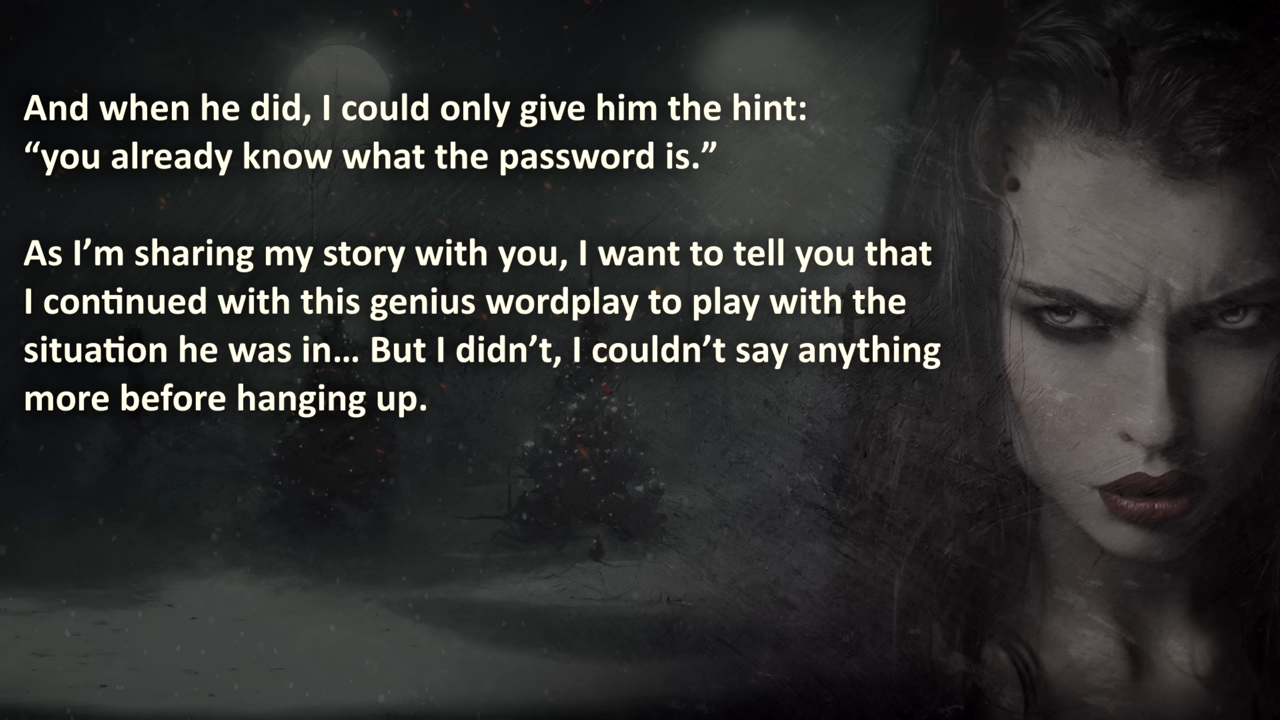 And when he did, I could only give him the hint:
“you already know what the password is.”
As I’m sharing my story with you, I want to tell you that
I continued with this genius wordplay to play with the
situation he was in… But I didn’t, I couldn’t say anything
more before hanging up.